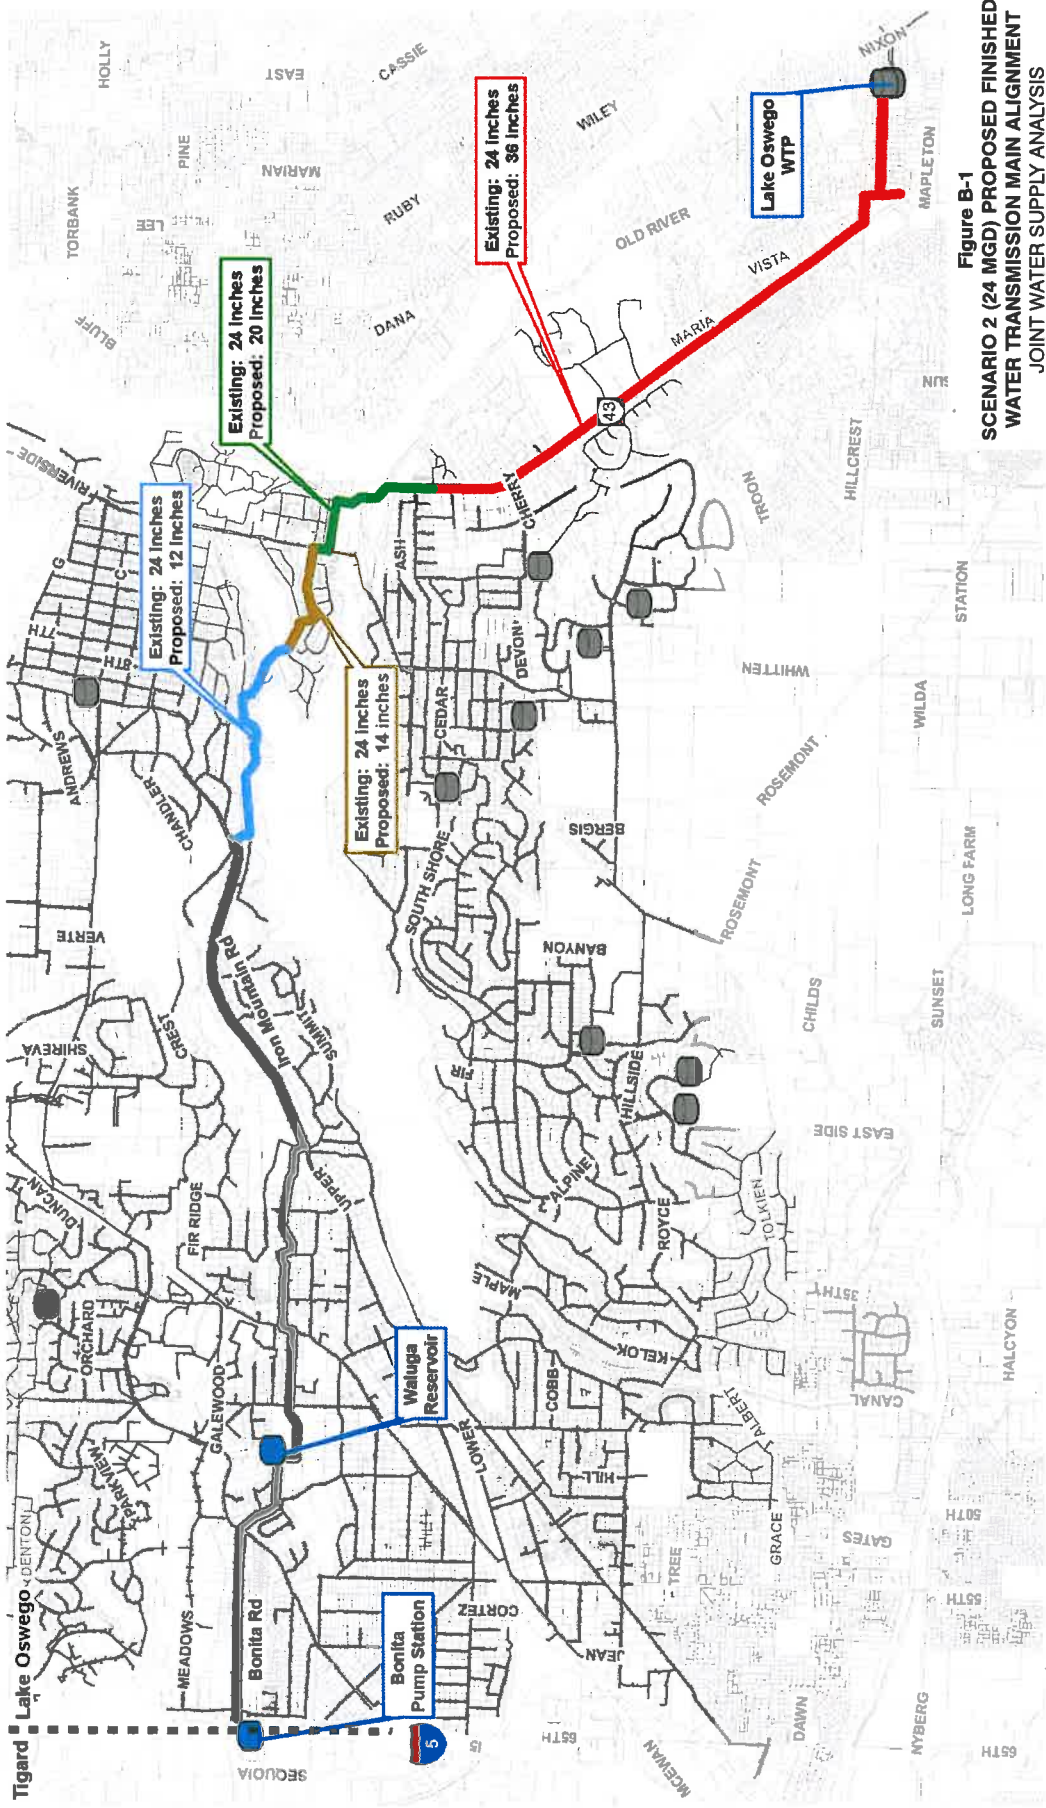 Figure B-1
SCENARIO 2 (24 MGD) PROPOSED FINISHED
WATER TRANSMISSION MAIN ALIGNMENT
JOINT WATER SUPPLY ANALYSIS
Tigard
Lake Oswego
DENTON
PARKVIEW
ORCHARD
DUNCAN
SHIREVA
VERTE
ANDREWS
CHANDLER
CREST
FIR RIDGE
GALEWOOD
MEADOWS
Bonita Rd
Bonita
Pump Station
Waluga
Reservoir
Iron Mountain Rd
SUMMIT
UPPER
LOWER
SEQUOIA
5
CORTEZ
JEAN
HILL
COBB
KELOK
MAPLE
ALPINE
ROYCE
HILLSIDE
FIR
SOUTH SHORE
BANYON
BERGIS
CEDAR
DEVON
ASH
CHERRY
8TH
7TH
G
C
RIVERSIDE
Existing: 24 inches
Proposed: 12 inches
Existing: 24 inches
Proposed: 14 inches
Existing: 24 inches
Proposed: 20 inches
Existing: 24 inches
Proposed: 36 inches
43
Lake Oswego
WTP
HOLLY
EAST
CASSIE
PINE
MARIAN
WILEY
TORBANK
LEE
RUBY
OLD RIVER
BLUFF
DANA
MARIA
VISTA
NIXON
MAPLETON
SUN
HILLCREST
TROON
STATION
WHITTEN
WILDA
ROSEMONT
ROSEMONT
LONG FARM
CHILDS
SUNSET
EAST SIDE
TOLKIEN
35TH
CANAL
HALCYON
ALBERT
GRACE
GATES
50TH
55TH
TREE
DAWN
NYBERG
65TH
65TH
MCEWAN